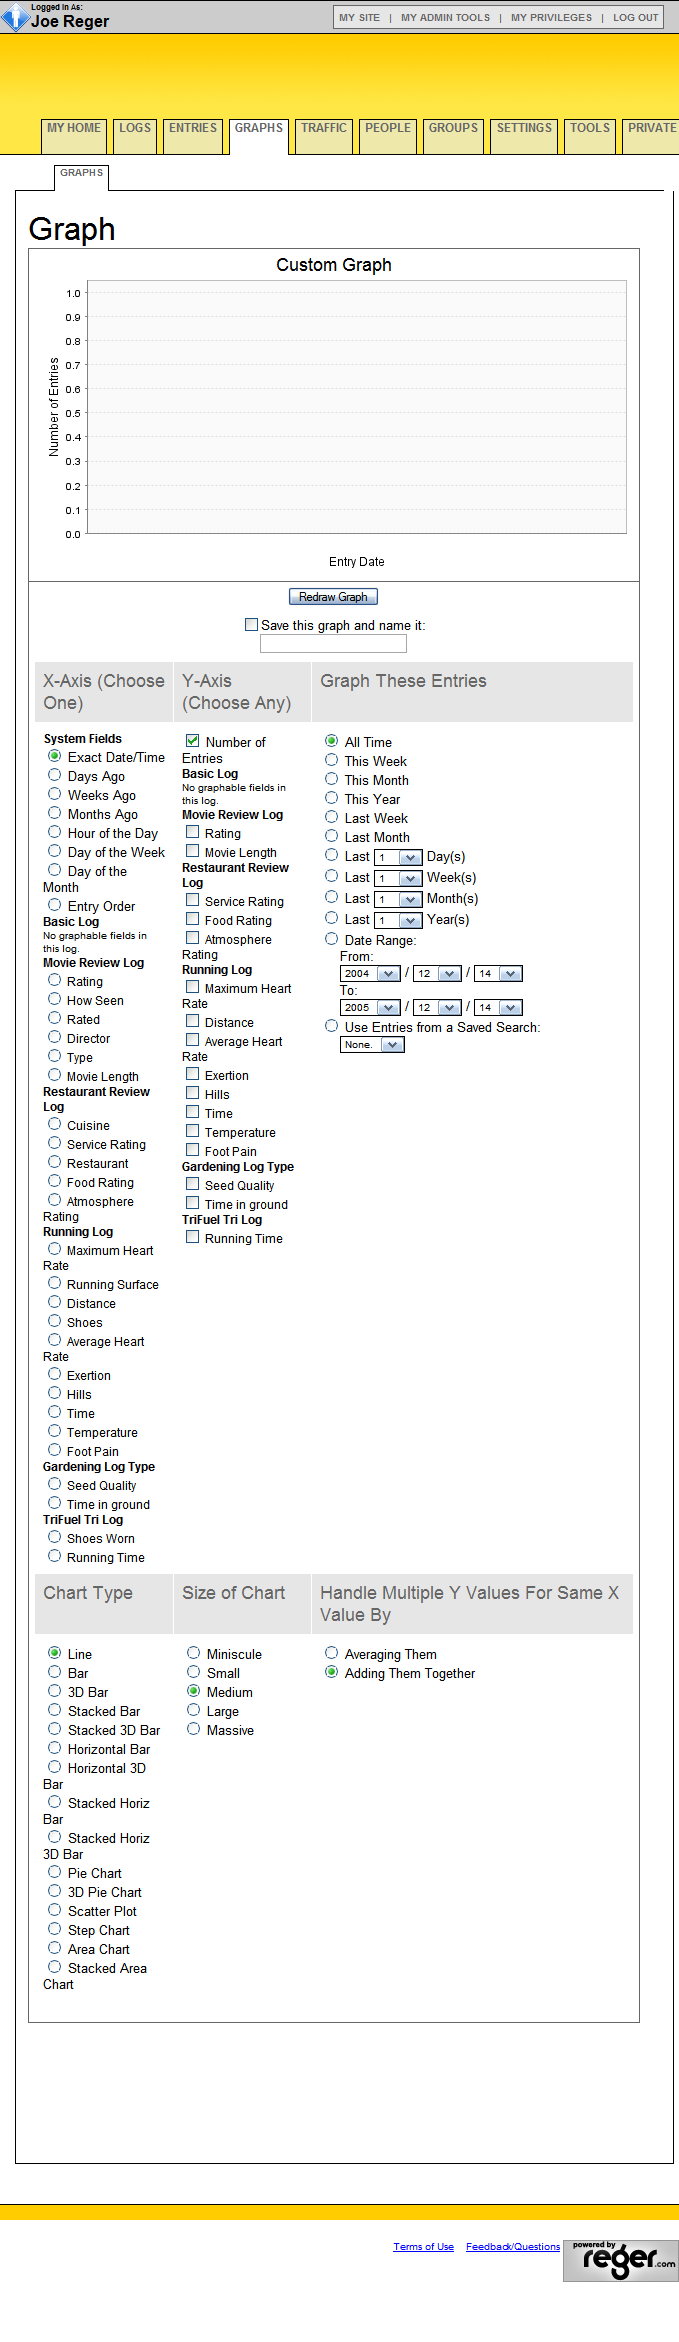 Logged In As:
Joe Reger
MY SITE | MY ADMIN TOOLS | MY PRIVILEGES | LOG OUT
MY HOME LOGS ENTRIES GRAPHS TRAFFIC PEOPLE GROUPS SETTINGS TOOLS PRIVATE
GRAPHS
Graph
Custom Graph
1.0
0.9
0.8
0.7
0.6
0.5
0.4
0.3
0.2
0.1
0.0
Number of Entries
Entry Date
Redraw Graph
Save this graph and name it:
X-Axis (Choose
One)
System Fields
Exact Date/Time
Days Ago
Weeks Ago
Months Ago
Hour of the Day
Day of the Week
Day of the
Month
Entry Order
Basic Log
No graphable fields in
this log.
Movie Review Log
Rating
How Seen
Rated
Director
Type
Movie Length
Restaurant Review
Log
Cuisine
Service Rating
Restaurant
Food Rating
Atmosphere
Rating
Running Log
Maximum Heart
Rate
Running Surface
Distance
Shoes
Average Heart
Rate
Exertion
Hills
Time
Temperature
Foot Pain
Gardening Log Type
Seed Quality
Time in ground
TriFuel Tri Log
Shoes Worn
Running Time
Y-Axis
(Choose Any)
Number of
Entries
Basic Log
No graphable fields in
this log.
Movie Review Log
Rating
Movie Length
Restaurant Review
Log
Service Rating
Food Rating
Atmosphere
Rating
Running Log
Maximum Heart
Rate
Distance
Average Heart
Rate
Exertion
Hills
Time
Temperature
Foot Pain
Gardening Log Type
Seed Quality
Time in ground
TriFuel Tri Log
Running Time
Graph These Entries
All Time
This Week
This Month
This Year
Last Week
Last Month
Last 1 Day(s)
Last 1 Week(s)
Last 1 Month(s)
Last 1 Year(s)
Date Range:
From:
2004 / 12 / 14
To:
2005 / 12 / 14
Use Entries from a Saved Search:
None.
Chart Type
Line
Bar
3D Bar
Stacked Bar
Stacked 3D Bar
Horizontal Bar
Horizontal 3D
Bar
Stacked Horiz
Bar
Stacked Horiz
3D Bar
Pie Chart
3D Pie Chart
Scatter Plot
Step Chart
Area Chart
Stacked Area
Chart
Size of Chart
Miniscule
Small
Medium
Large
Massive
Handle Multiple Y Values For Same X
Value By
Averaging Them
Adding Them Together
Terms of Use Feedback/Questions
powered by
reger.com